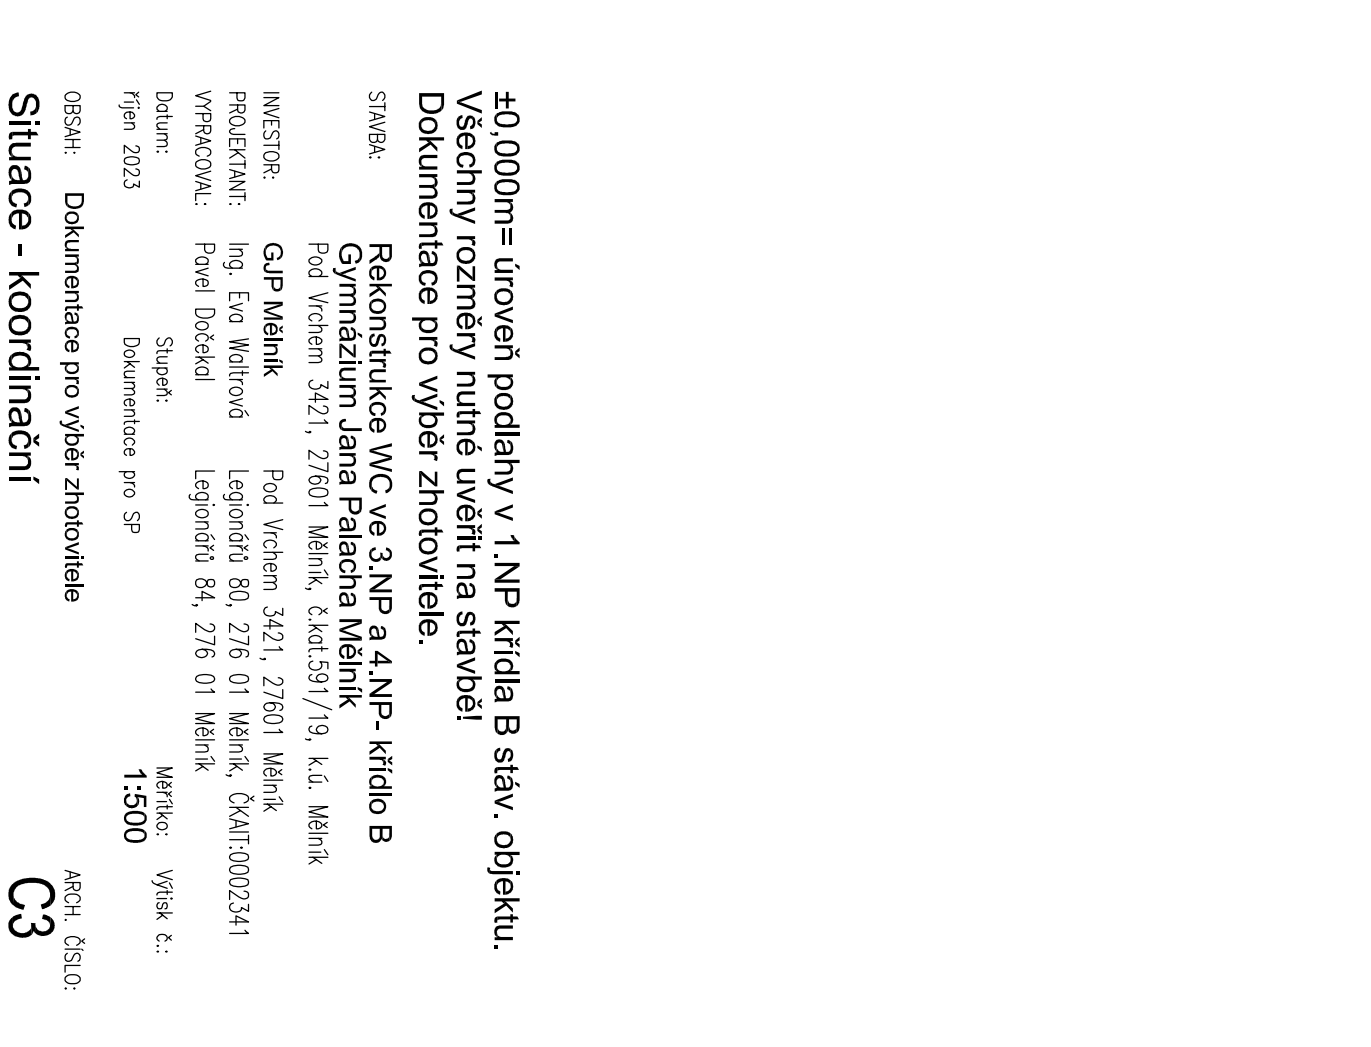 ±0,000m= úroveň podlahy v 1.NP křídla B stáv. objektu.
Všechny rozměry nutné uvěřit na stavbě!
Dokumentace pro výběr zhotovitele.
STAVBA: Rekonstrukce WC ve 3.NP a 4.NP- křídlo B
Gymnázium Jana Palacha Mělník
Pod Vrchem 3421, 27601 Mělník, č.kat.591/19, k.ú. Mělník
INVESTOR: GJP Mělník Pod Vrchem 3421, 27601 Mělník
PROJEKTANT: Ing. Eva Waltrová Legionářů 80, 276 01 Mělník, ČKAIT:0002341
VYPRACOVAL: Pavel Dočekal Legionářů 84, 276 01 Mělník
Datum: Stupeň: Měřítko: Výtisk č.:
říjen 2023 Dokumentace pro SP 1:500
OBSAH: Dokumentace pro výběr zhotovitele ARCH. ČÍSLO:
Situace - koordinační C3